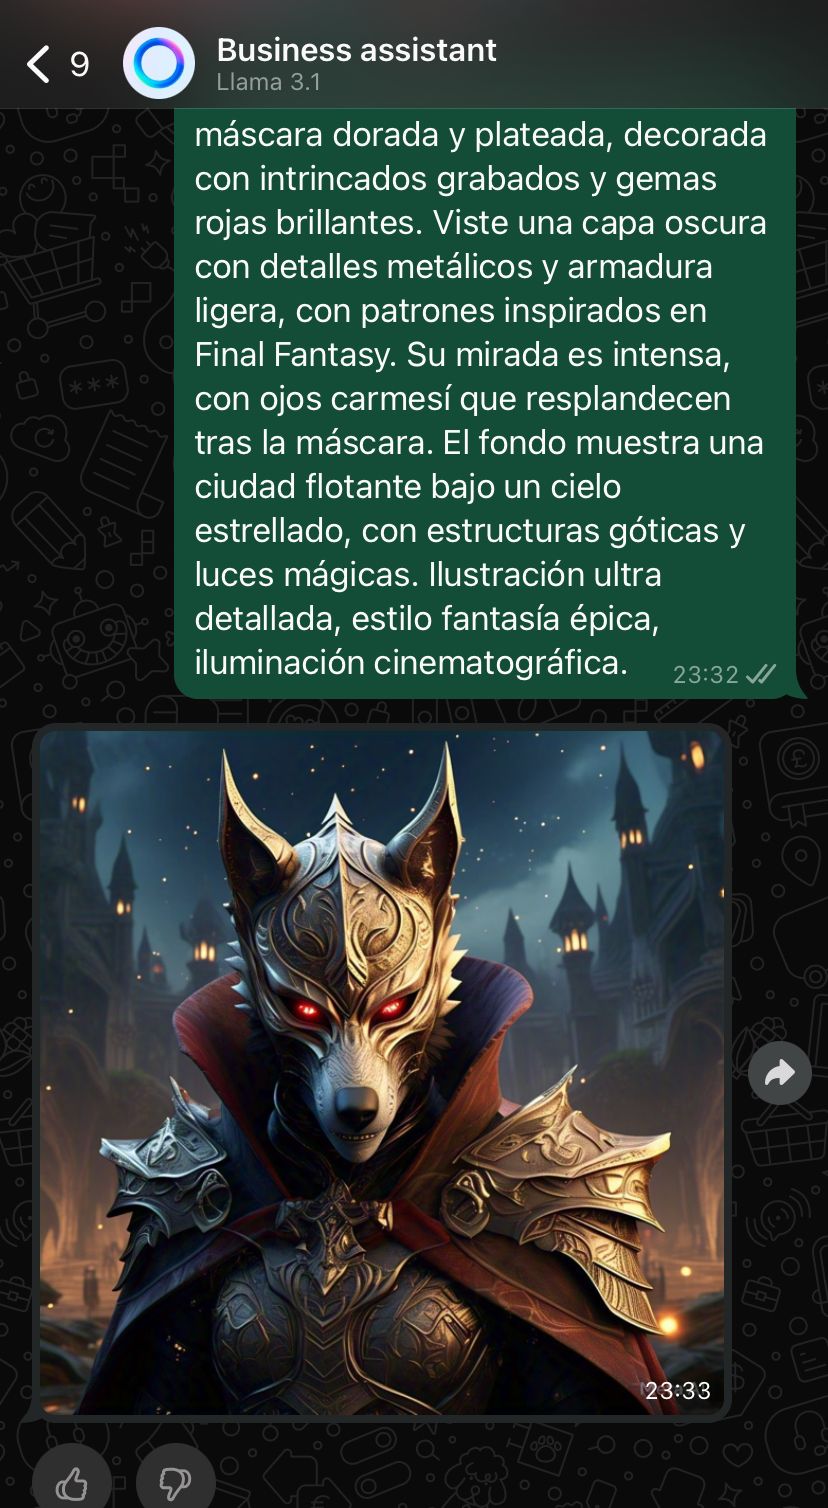 9
Business assistant
Llama 3.1
máscara dorada y plateada, decorada
con intrincados grabados y gemas
rojas brillantes. Viste una capa oscura
con detalles metálicos y armadura
ligera, con patrones inspirados en
Final Fantasy. Su mirada es intensa,
con ojos carmesí que resplandecen
tras la máscara. El fondo muestra una
ciudad flotante bajo un cielo
estrellado, con estructuras góticas y
luces mágicas. Ilustración ultra
detallada, estilo fantasía épica,
iluminación cinematográfica.
23:32
23:33